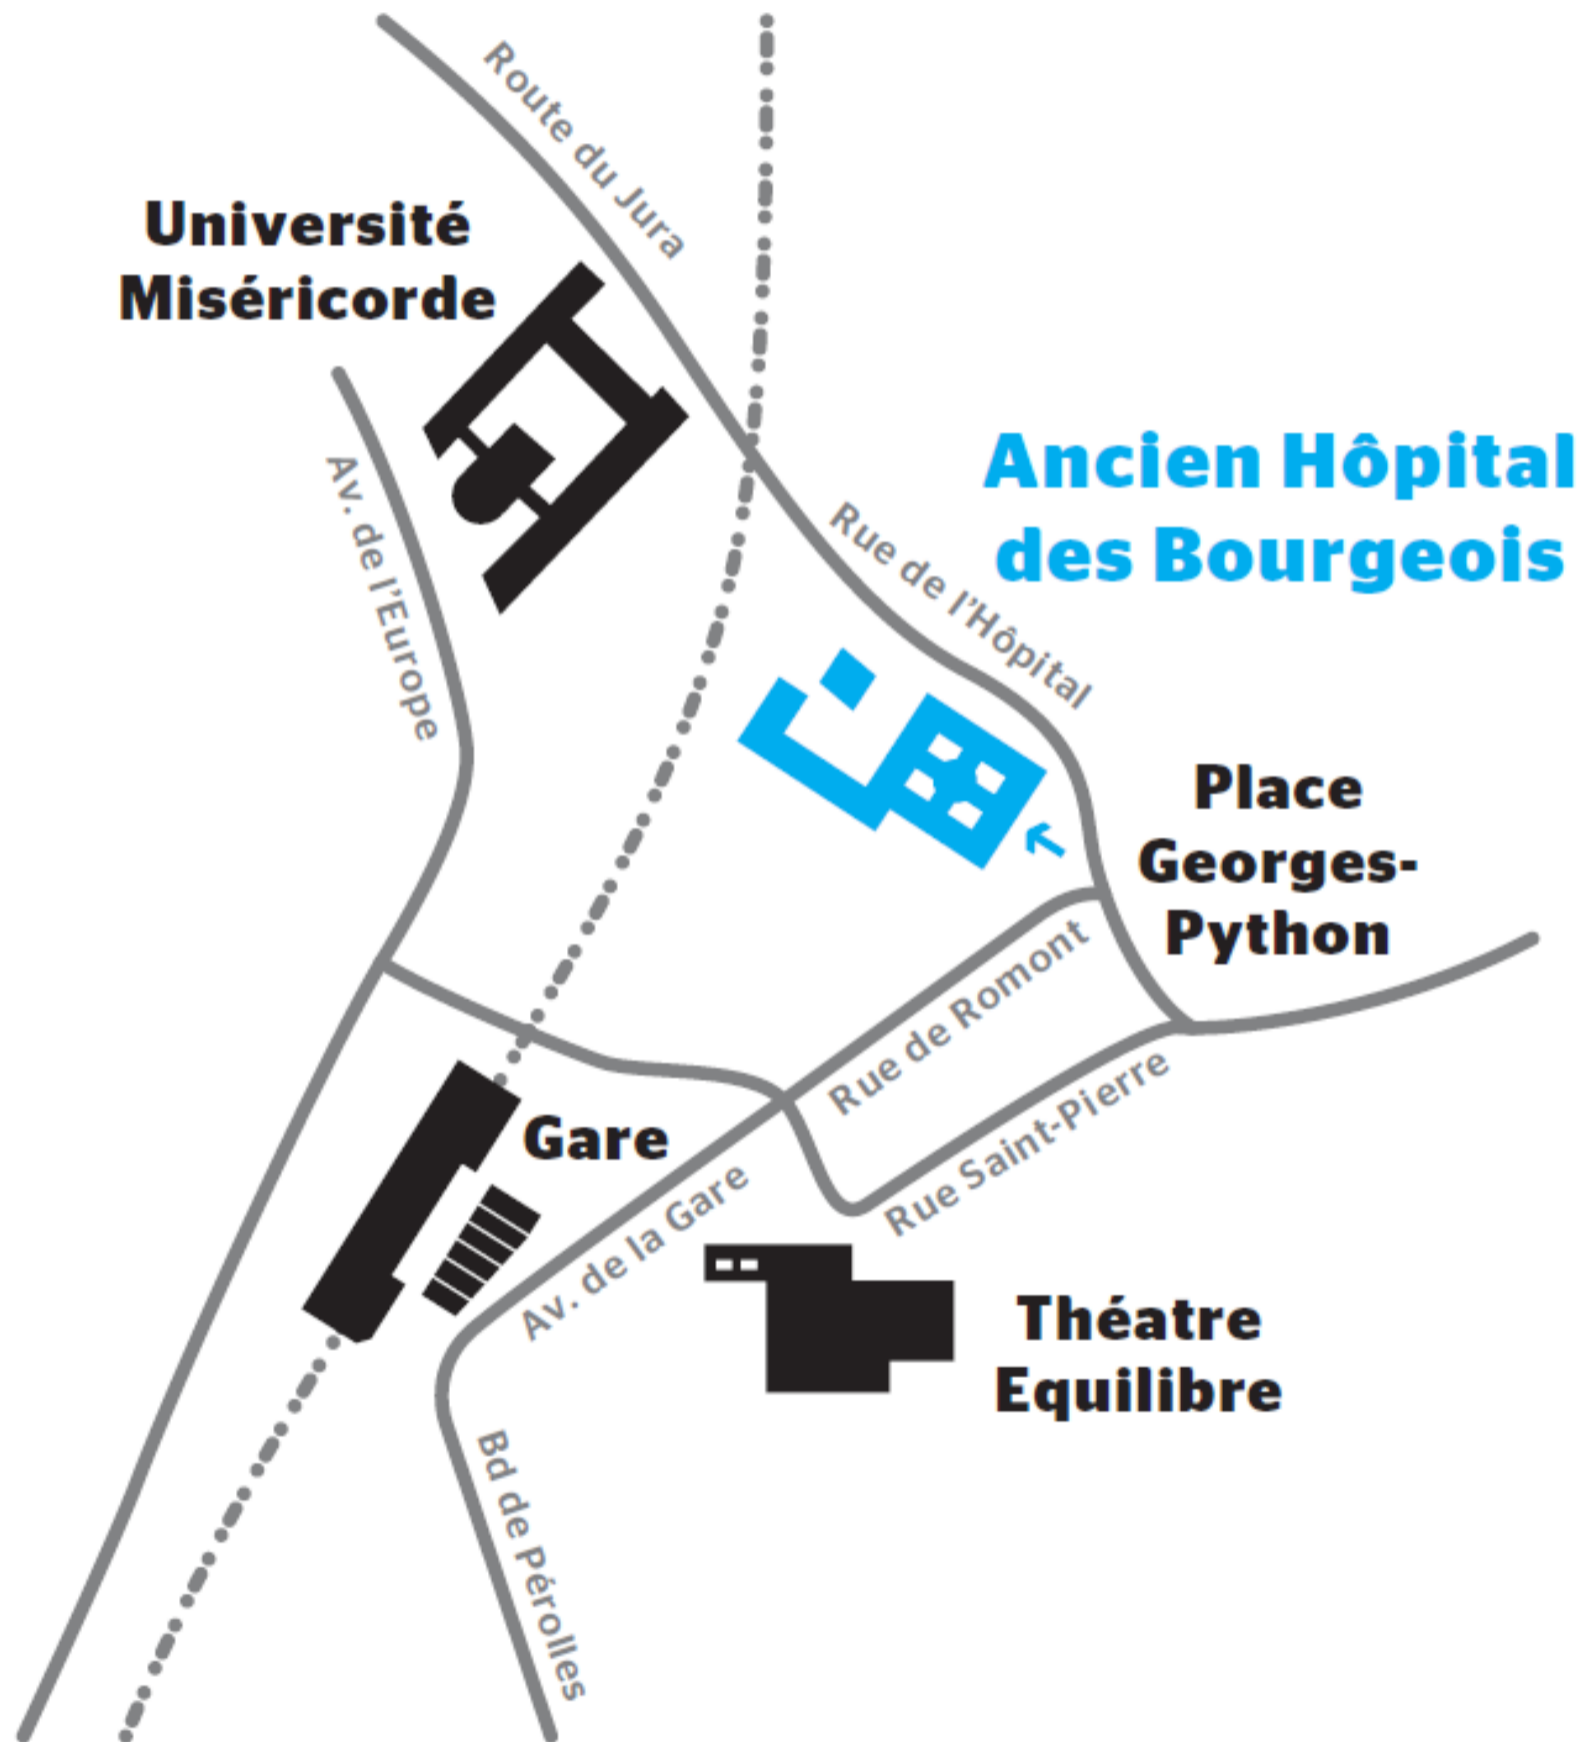 Route du Jura
Université
Miséricorde
Av. de l'Europe
Ancien Hôpital
des Bourgeois
Rue de l'Hôpital
Place
Georges-
Python
Rue de Romont
Rue Saint-Pierre
Gare
Av. de la Gare
Théatre
Equilibre
Bd de Pérolles